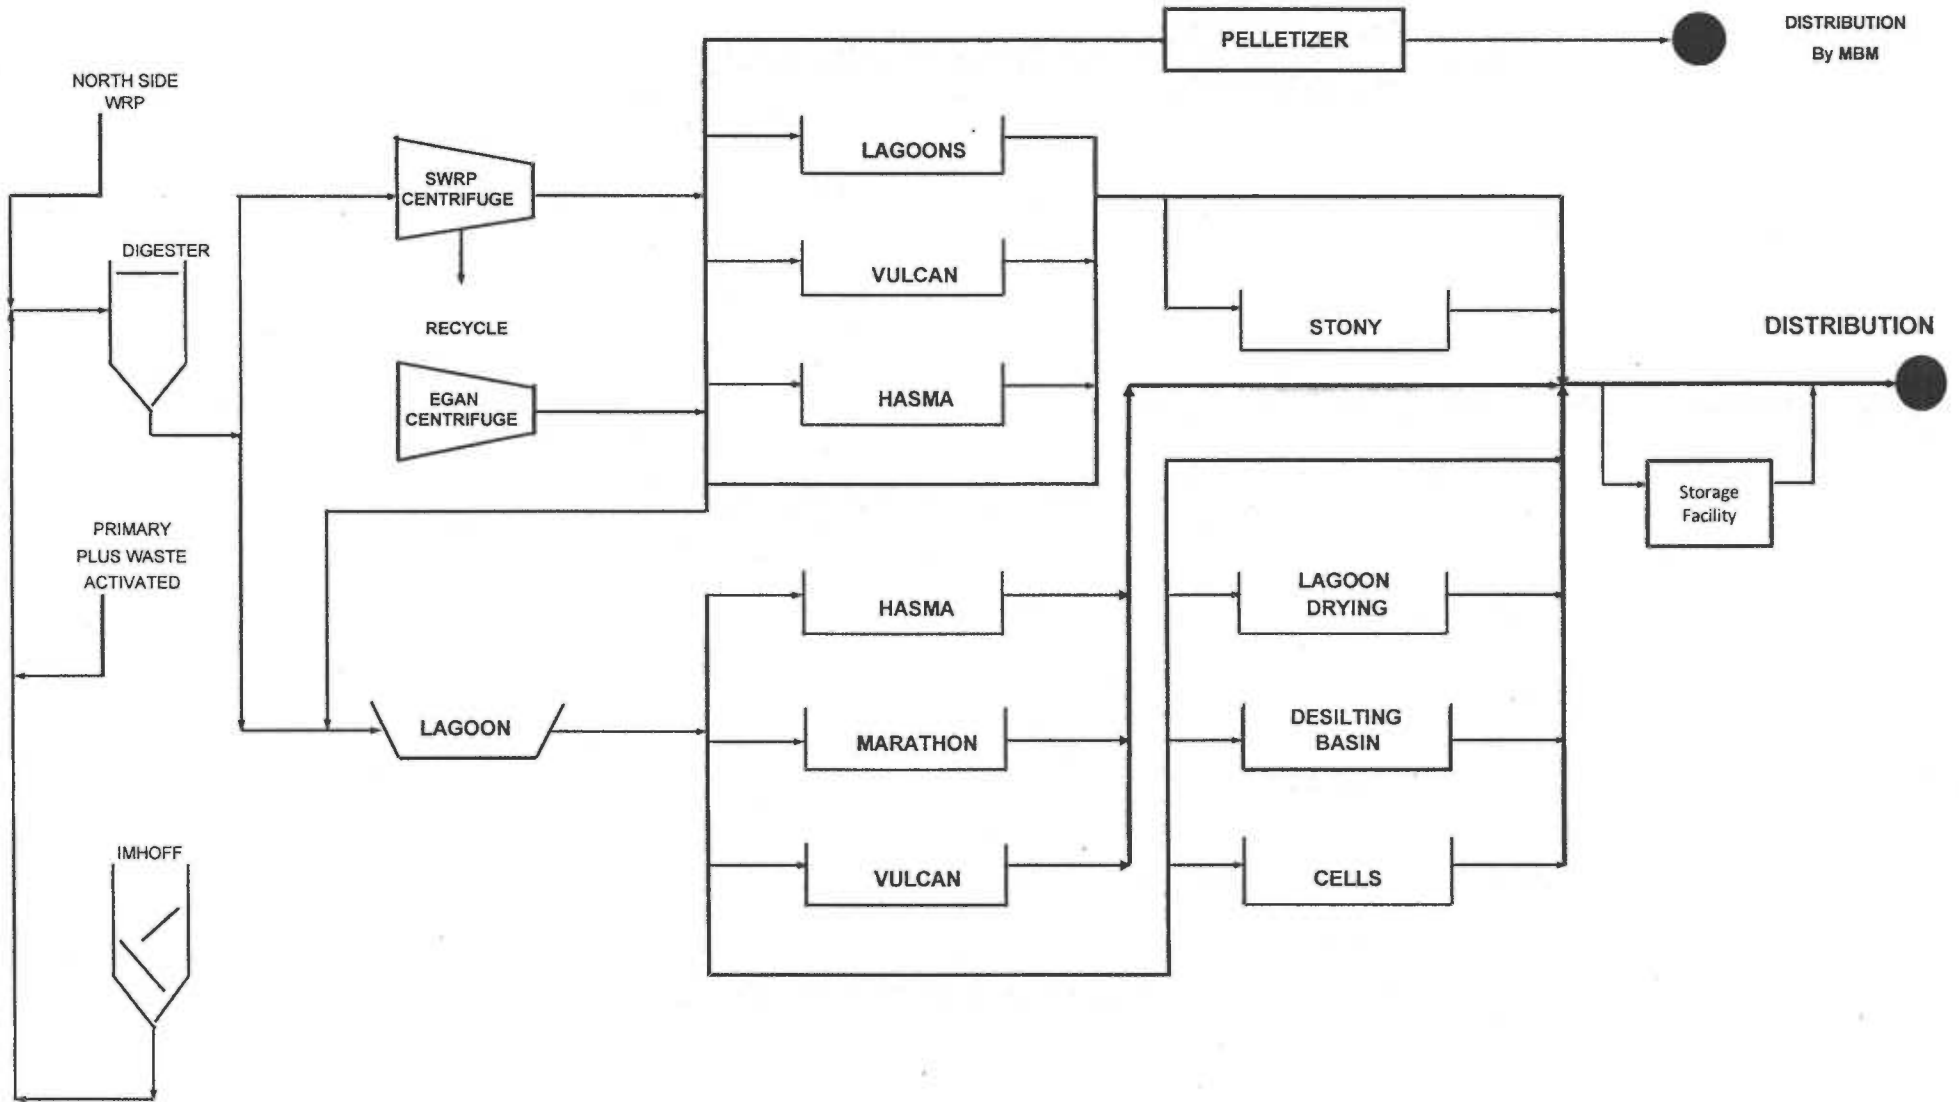 PELLETIZER
DISTRIBUTION
By MBM
NORTH SIDE
WRP
LAGOONS
SWRP
CENTRIFUGE
DIGESTER
VULCAN
RECYCLE
STONY
DISTRIBUTION
EGAN
CENTRIFUGE
HASMA
Storage
Facility
PRIMARY
PLUS WASTE
ACTIVATED
HASMA
LAGOON
DRYING
LAGOON
MARATHON
DESILTING
BASIN
IMHOFF
VULCAN
CELLS